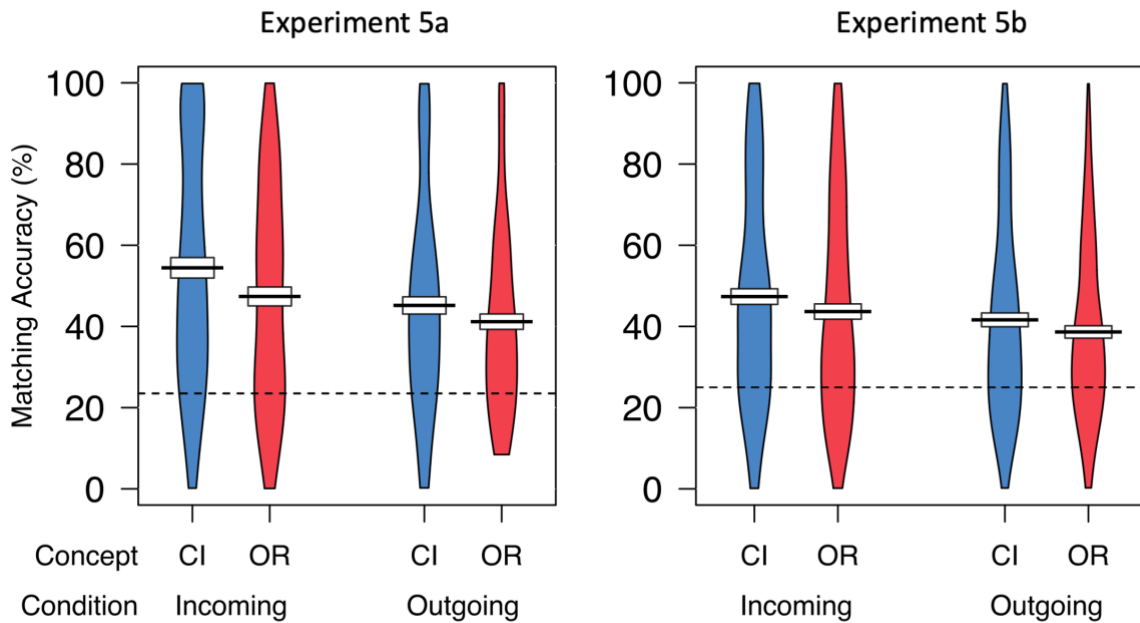 Experiment 5a
Experiment 5b
Matching Accuracy (%)
100
80
60
40
20
0
100
80
60
40
20
0
Concept CI OR CI OR CI OR CI OR
Condition Incoming Outgoing Incoming Outgoing